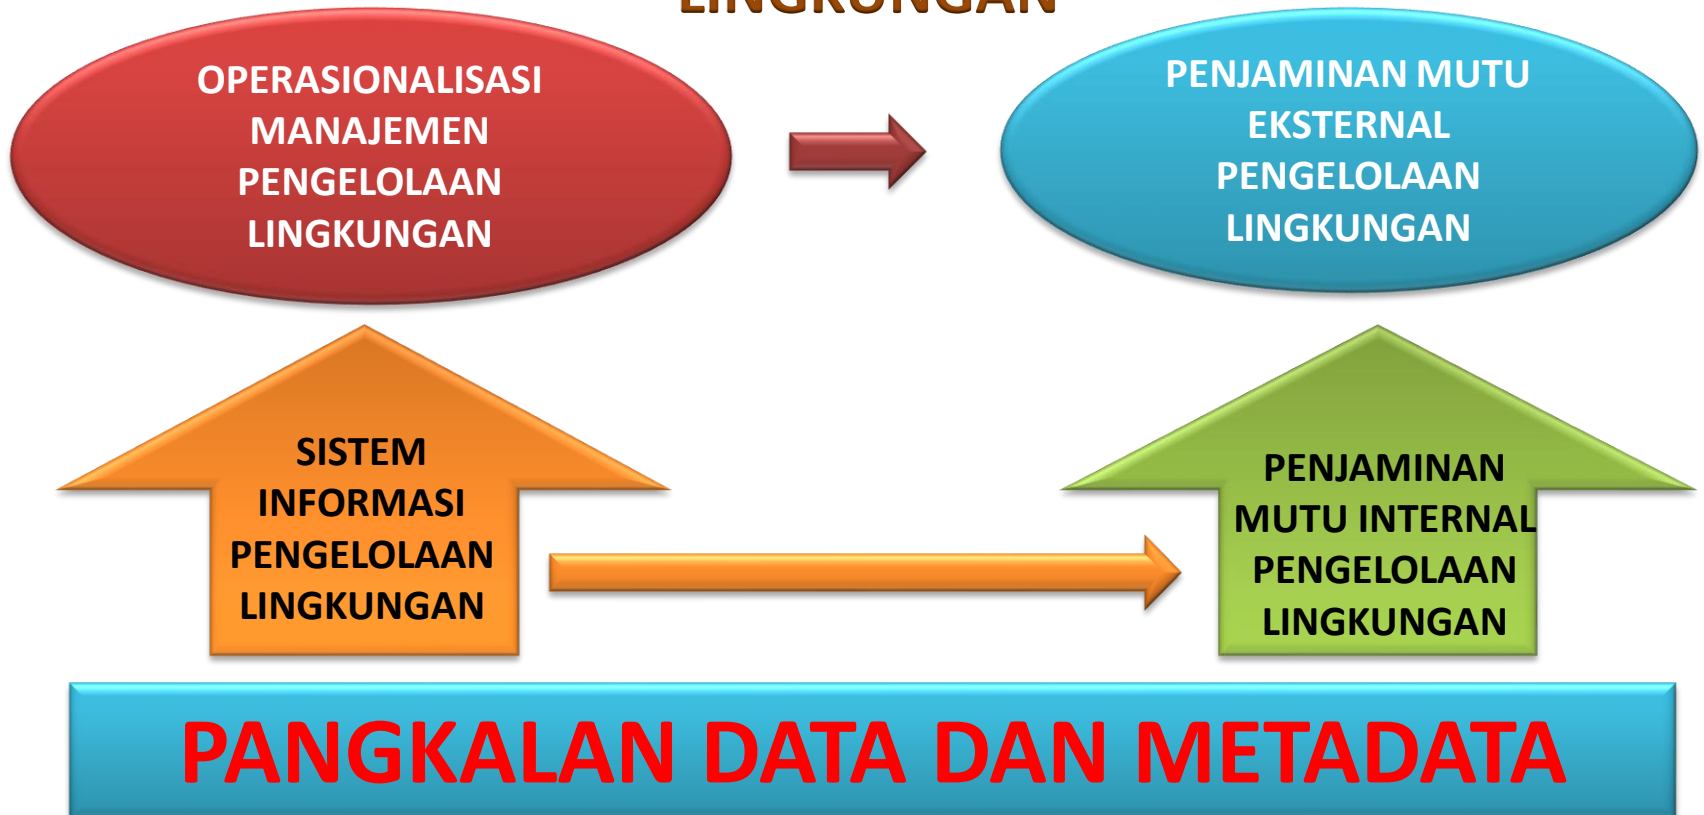 LINGKUNGAN
OPERASIONALISASI
MANAJEMEN
PENGELOLAAN
LINGKUNGAN
PENJAMINAN MUTU
EKSTERNAL
PENGELOLAAN
LINGKUNGAN
SISTEM
INFORMASI
PENGELOLAAN
LINGKUNGAN
PENJAMINAN
MUTU INTERNAL
PENGELOLAAN
LINGKUNGAN
PANGKALAN DATA DAN METADATA